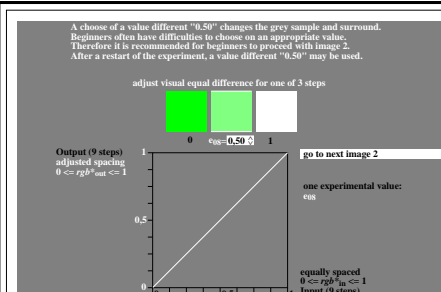 A choose of a value different "0.50" changes the grey sample and surround.
Beginners often have difficulties to choose on an appropriate value.
Therefore it is recommended for beginners to proceed with image 2.
After a restart of the experiment, a value different "0.50" may be used.
adjust visual equal difference for one of 3 steps
0 e08=0,50 1
Output (9 steps)
adjusted spacing
0 <= rgb*out <= 1
1
go to next image 2
one experimental value:
e08
0,5
equally spaced
0 <= rgb*in <= 1
Input (9 steps)
0